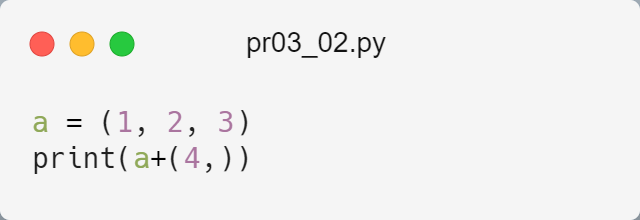 pr03_02.py
a = (1, 2, 3)
print(a+(4,))